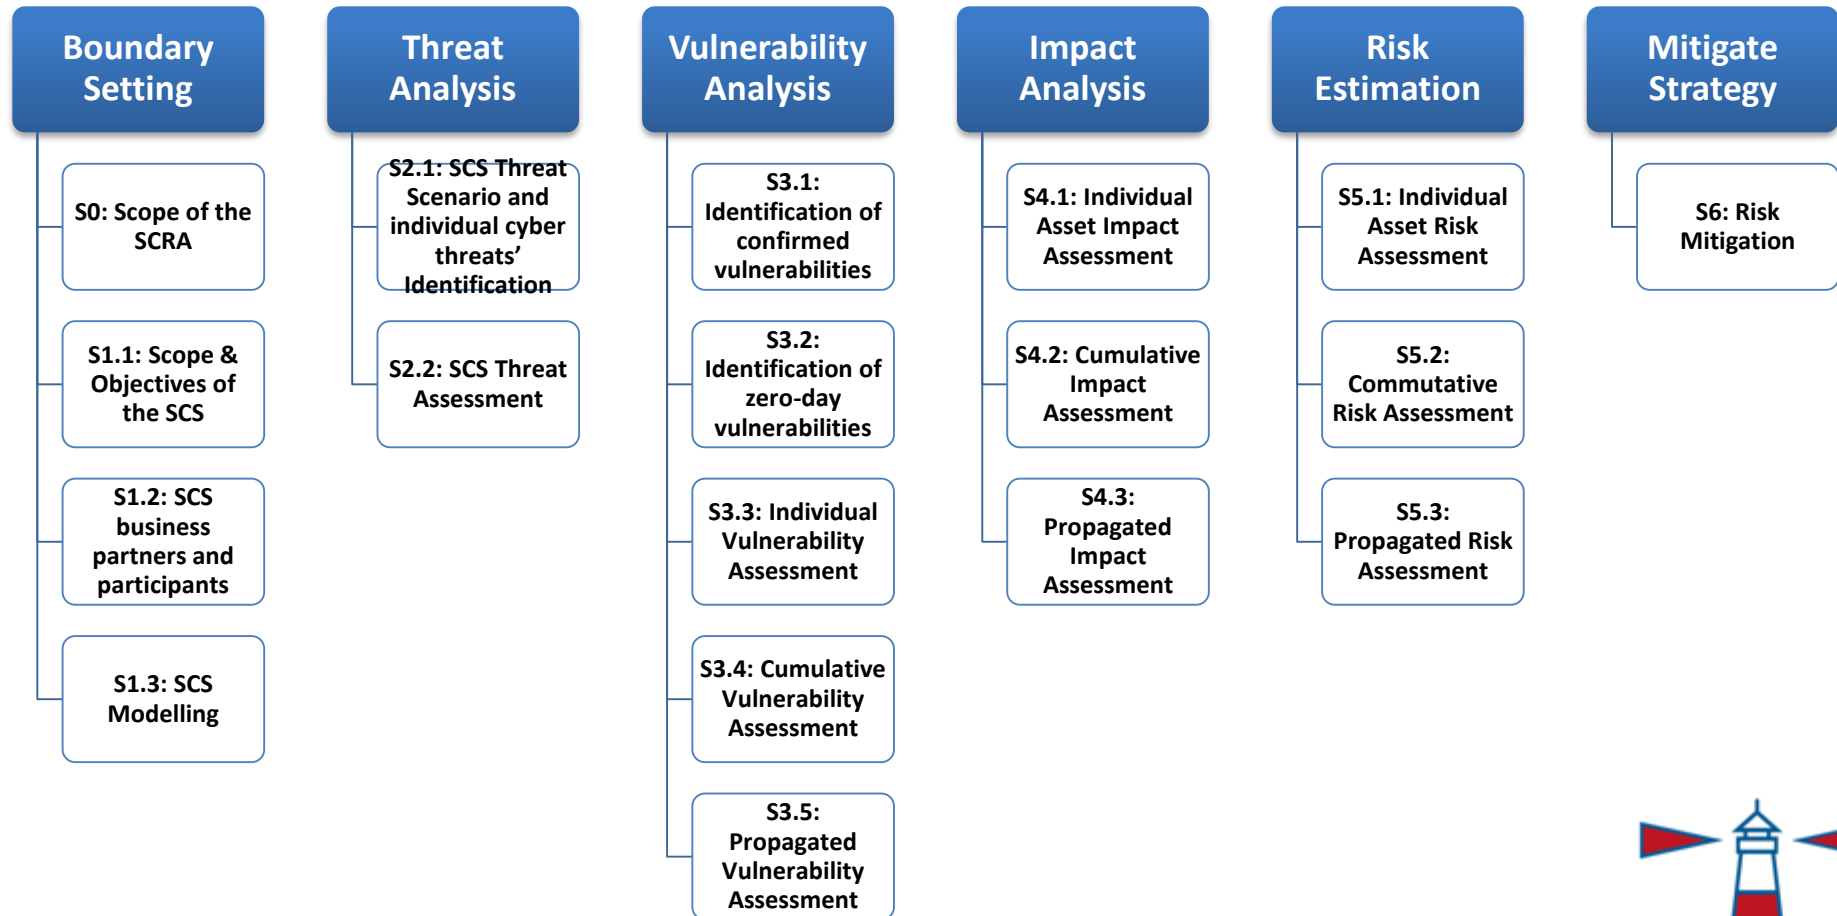 Boundary
Setting
S0: Scope of the
SCRA
S1.1: Scope &
Objectives of
the SCS
S1.2: SCS
business
partners and
participants
S1.3: SCS
Modelling
Threat
Analysis
S2.1: SCS Threat
Scenario and
individual cyber
threats’
Identification
S2.2: SCS Threat
Assessment
Vulnerability
Analysis
S3.1:
Identification of
confirmed
vulnerabilities
S3.2:
Identification of
zero-day
vulnerabilities
S3.3: Individual
Vulnerability
Assessment
S3.4: Cumulative
Vulnerability
Assessment
S3.5:
Propagated
Vulnerability
Assessment
Impact
Analysis
S4.1: Individual
Asset Impact
Assessment
S4.2: Cumulative
Impact
Assessment
S4.3:
Propagated
Impact
Assessment
Risk
Estimation
S5.1: Individual
Asset Risk
Assessment
S5.2:
Commutative
Risk Assessment
S5.3:
Propagated Risk
Assessment
Mitigate
Strategy
S6: Risk
Mitigation